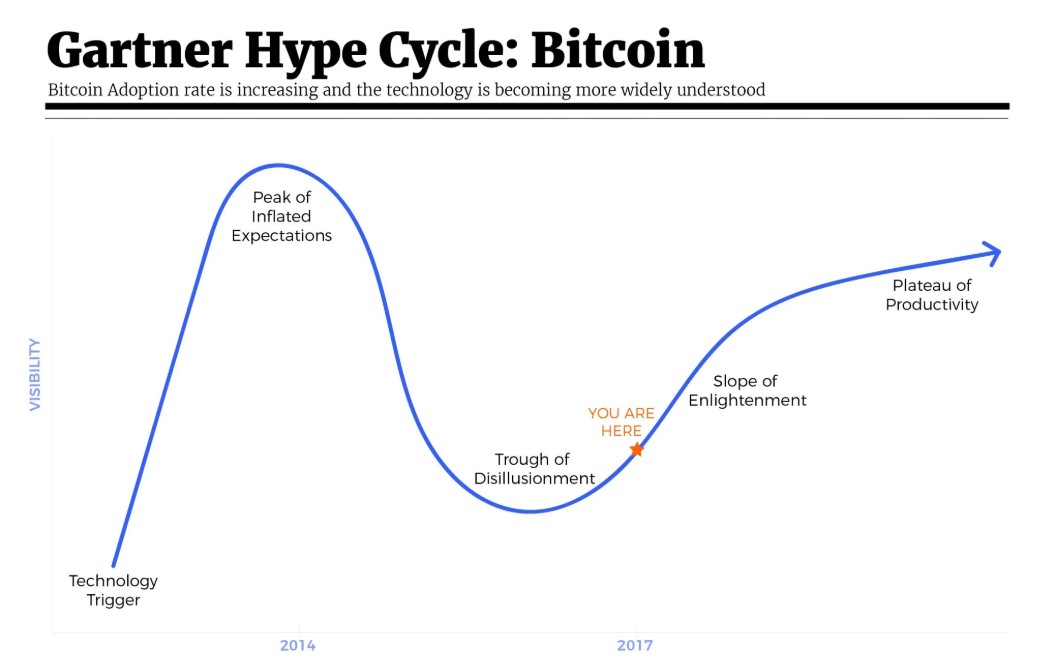 Gartner Hype Cycle: Bitcoin
Bitcoin Adoption rate is increasing and the technology is becoming more widely understood
Peak of
Inflated
Expectations
Plateau of
Productivity
VISIBILITY
Slope of
Enlightenment
YOU ARE
HERE
Trough of
Disillusionment
Technology
Trigger
2014
2017